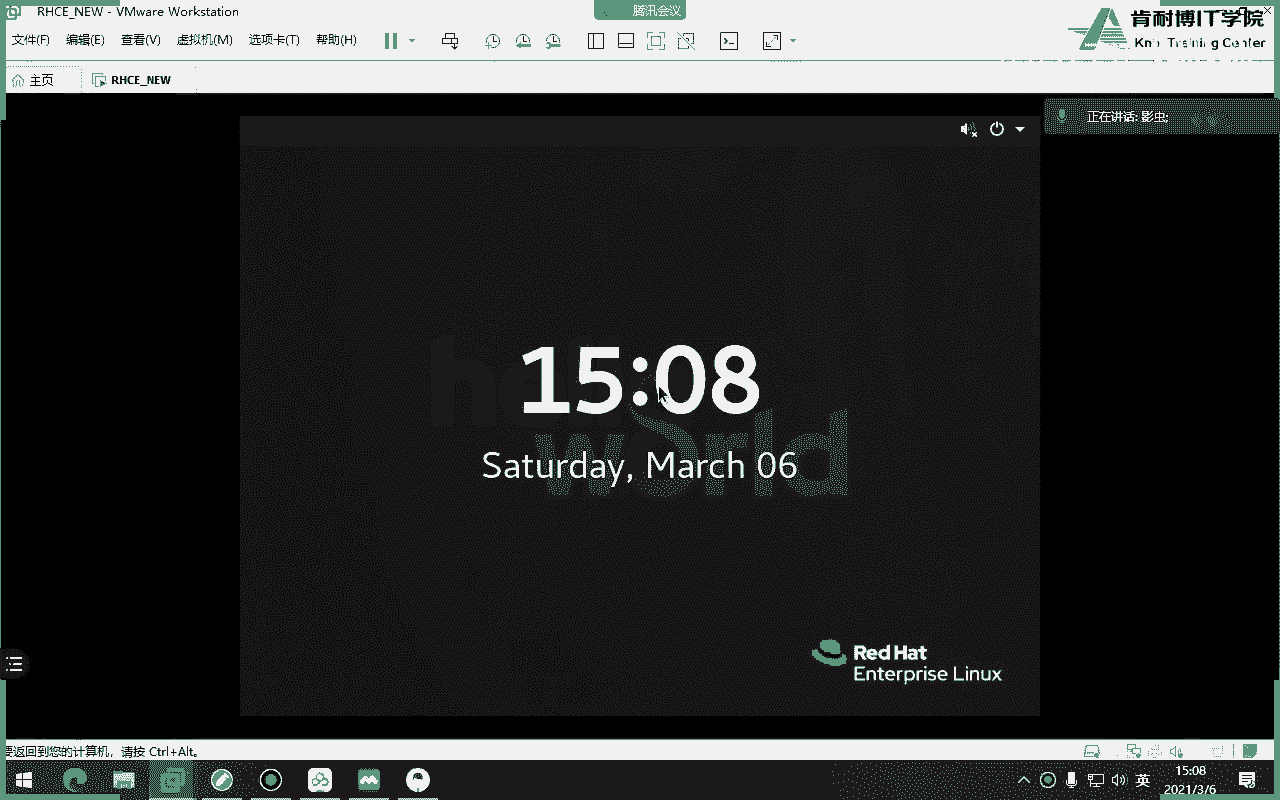 RHCE_NEW - VMware Workstation
腾讯会议
肯耐博IT学院
文件(F) 编辑(E) 查看(V) 虚拟机(M) 选项卡(T) 帮助(H)
Training Center
主页 RHCE_NEW
正在讲话: 影虫;
15:08
hello
world
Saturday, March 06
Red Hat
Enterprise Linux
要返回到您的计算机，请按 Ctrl+Alt。
英
15:08
2021/3/6